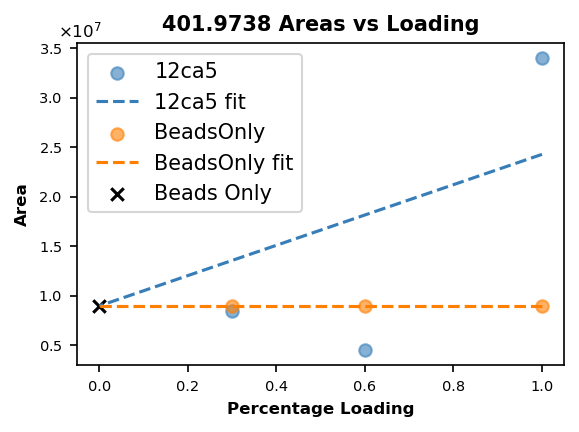 401.9738 Areas vs Loading
×10⁷
3.5
3.0
2.5
2.0
1.5
1.0
0.5
Area
12ca5
12ca5 fit
BeadsOnly
BeadsOnly fit
Beads Only
0.0 0.2 0.4 0.6 0.8 1.0
Percentage Loading